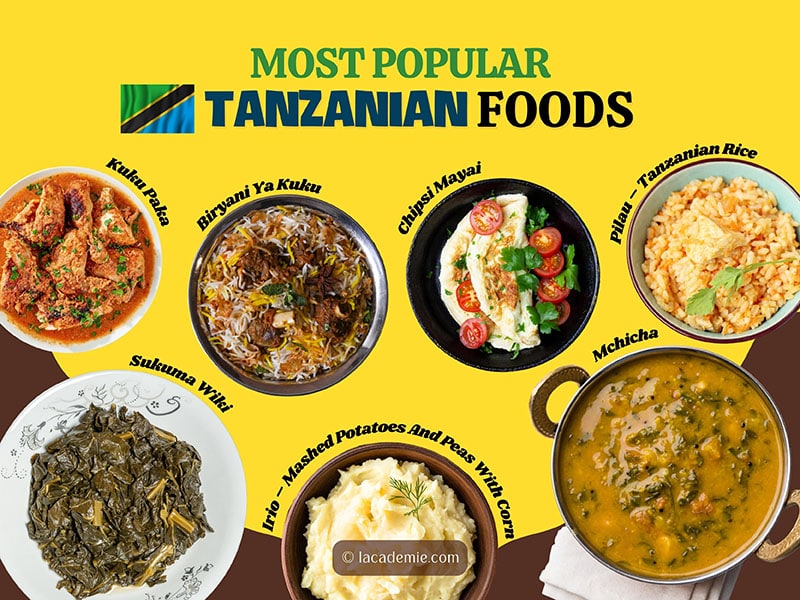 MOST POPULAR
TANZANIAN FOODS
Kuku Paka
Biryani Ya Kuku
Chipsi Mayai
Pilau – Tanzanian Rice
Sukuma Wiki
Irio – Mashed Potatoes And Peas With Corn
Mchicha
© lacademie.com